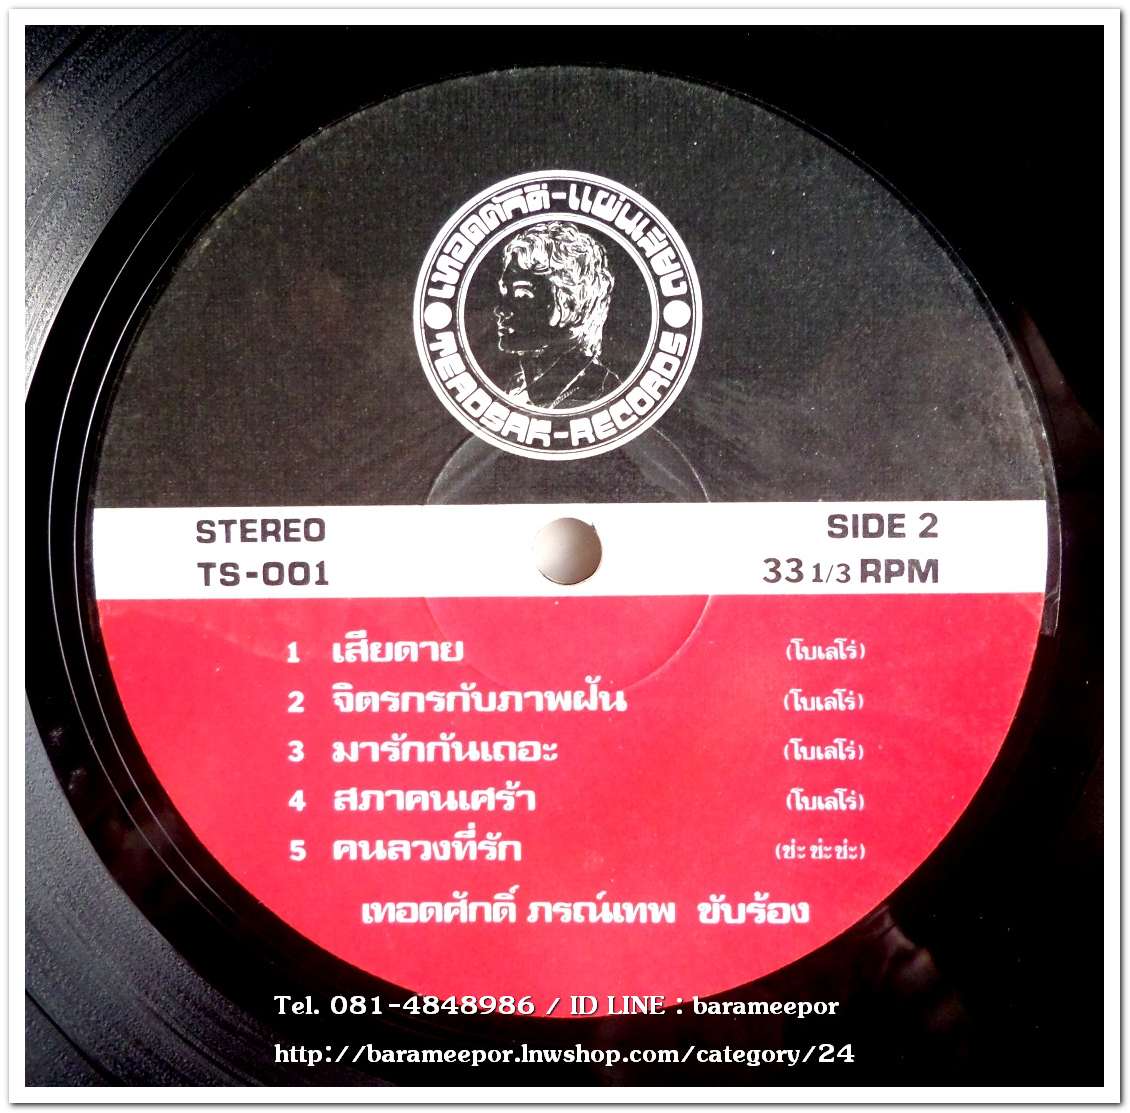 เทอดศักดิ์-แผ่นเสียง
TERDSAK-RECORDS
STEREO
SIDE 2
TS-001
33 1/3 RPM
1 เสียดาย (โบเลโร่)
2 จิตรกรกับภาพฝัน (โบเลโร่)
3 มารักกันเถอะ (โบเลโร่)
4 สภาคนเศร้า (โบเลโร่)
5 คนลวงที่รัก (ช่ะ ช่ะ ช่ะ)
เทอดศักดิ์ ภรณ์เทพ ขับร้อง
Tel. 081-4848986 / ID LINE : barameepor
http://barameepor.lnwshop.com/category/24